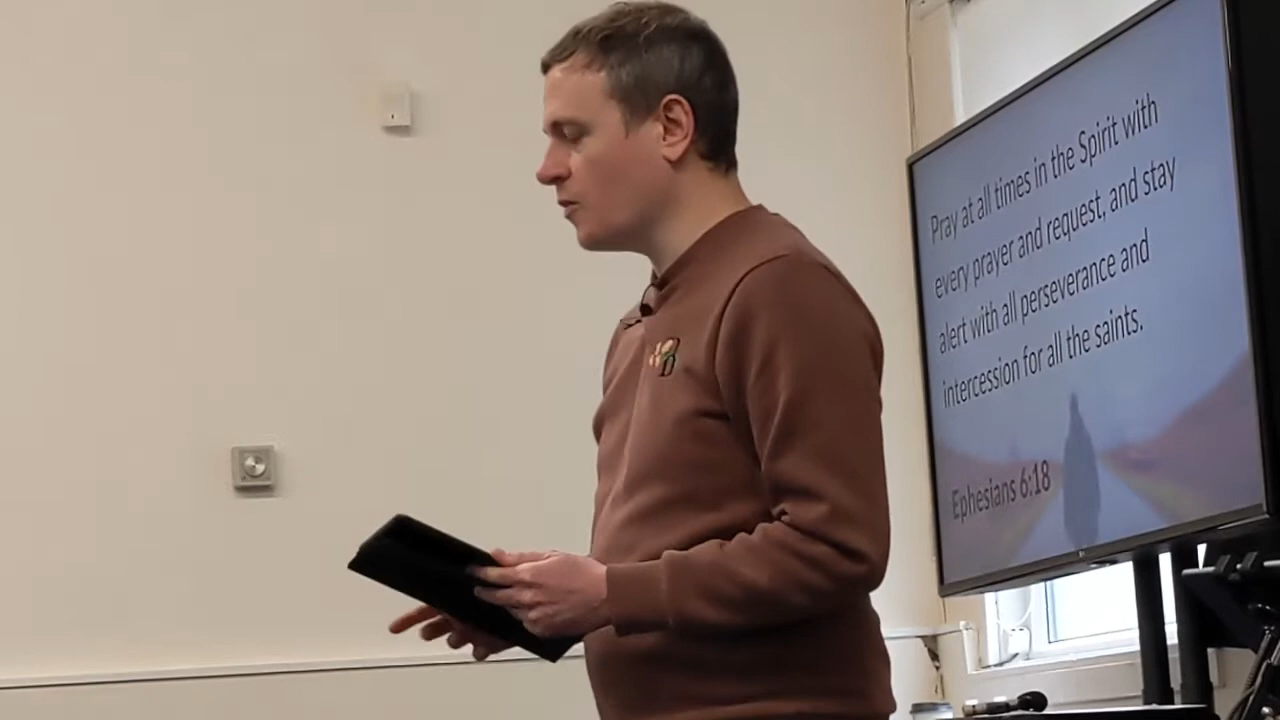 Pray at all times in the Spirit with
every prayer and request, and stay
alert with all perseverance and
intercession for all the saints.
Ephesians 6:18